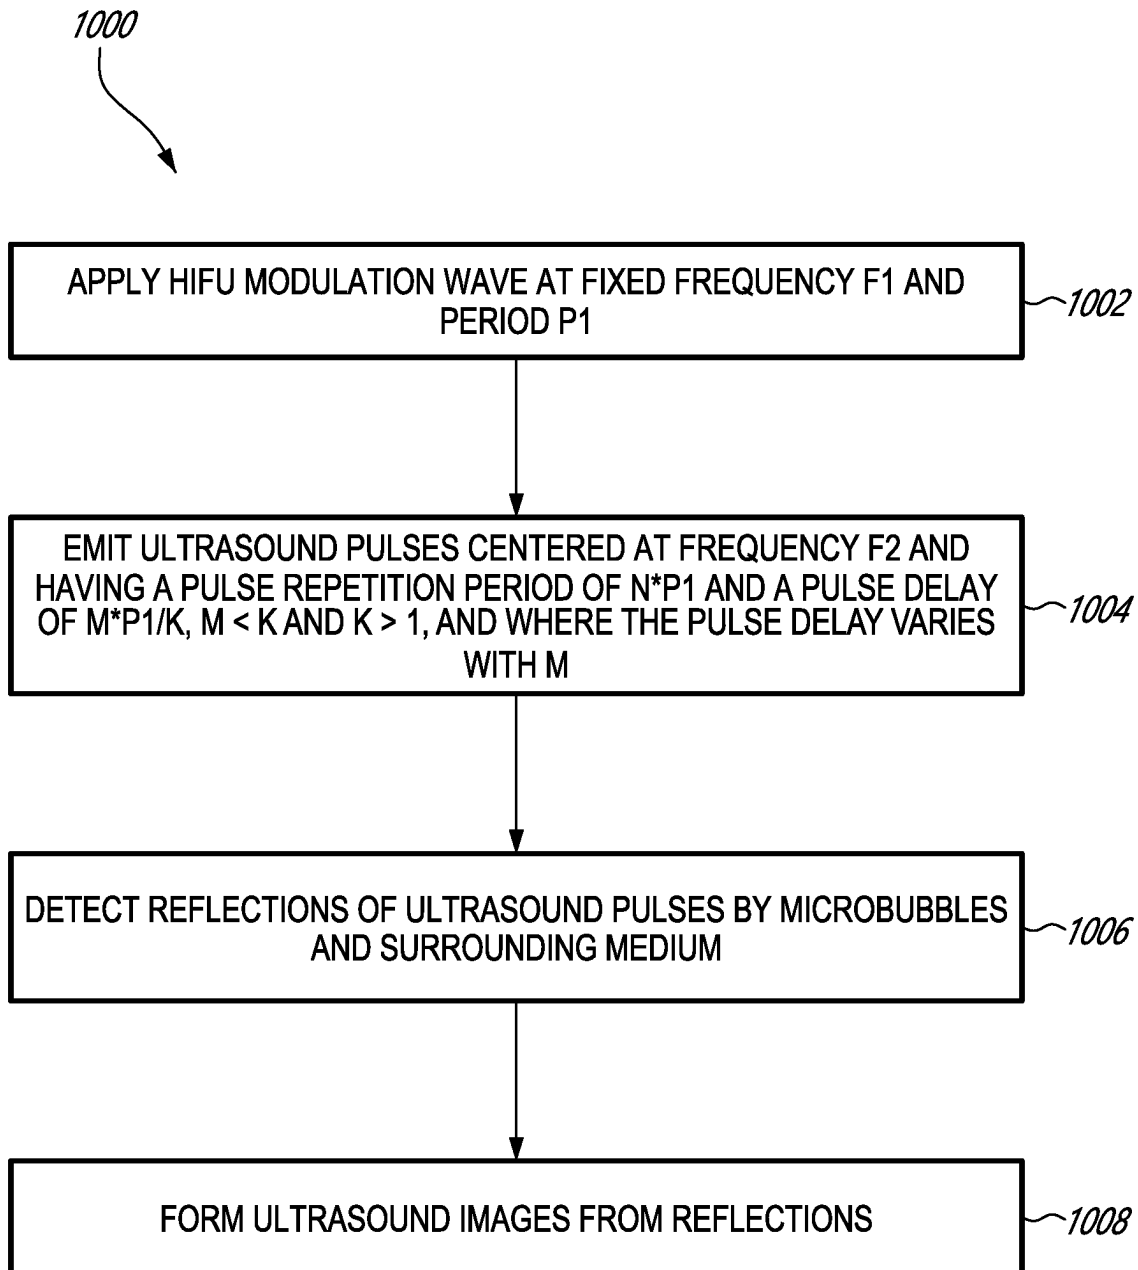 1000
APPLY HIFU MODULATION WAVE AT FIXED FREQUENCY F1 AND
PERIOD P1
1002
EMIT ULTRASOUND PULSES CENTERED AT FREQUENCY F2 AND
HAVING A PULSE REPETITION PERIOD OF N*P1 AND A PULSE DELAY
OF M*P1/K, M < K AND K > 1, AND WHERE THE PULSE DELAY VARIES
WITH M
1004
DETECT REFLECTIONS OF ULTRASOUND PULSES BY MICROBUBBLES
AND SURROUNDING MEDIUM
1006
FORM ULTRASOUND IMAGES FROM REFLECTIONS
1008